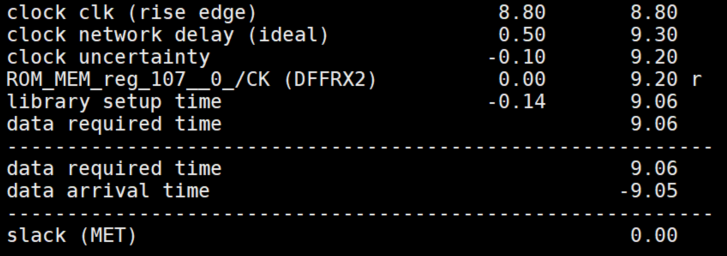 clock clk (rise edge) 8.80 8.80
clock network delay (ideal) 0.50 9.30
clock uncertainty -0.10 9.20
ROM_MEM_reg_107__0_/CK (DFFRX2) 0.00 9.20 r
library setup time -0.14 9.06
data required time 9.06
------------------------------------------------------------
data required time 9.06
data arrival time -9.05
------------------------------------------------------------
slack (MET) 0.00